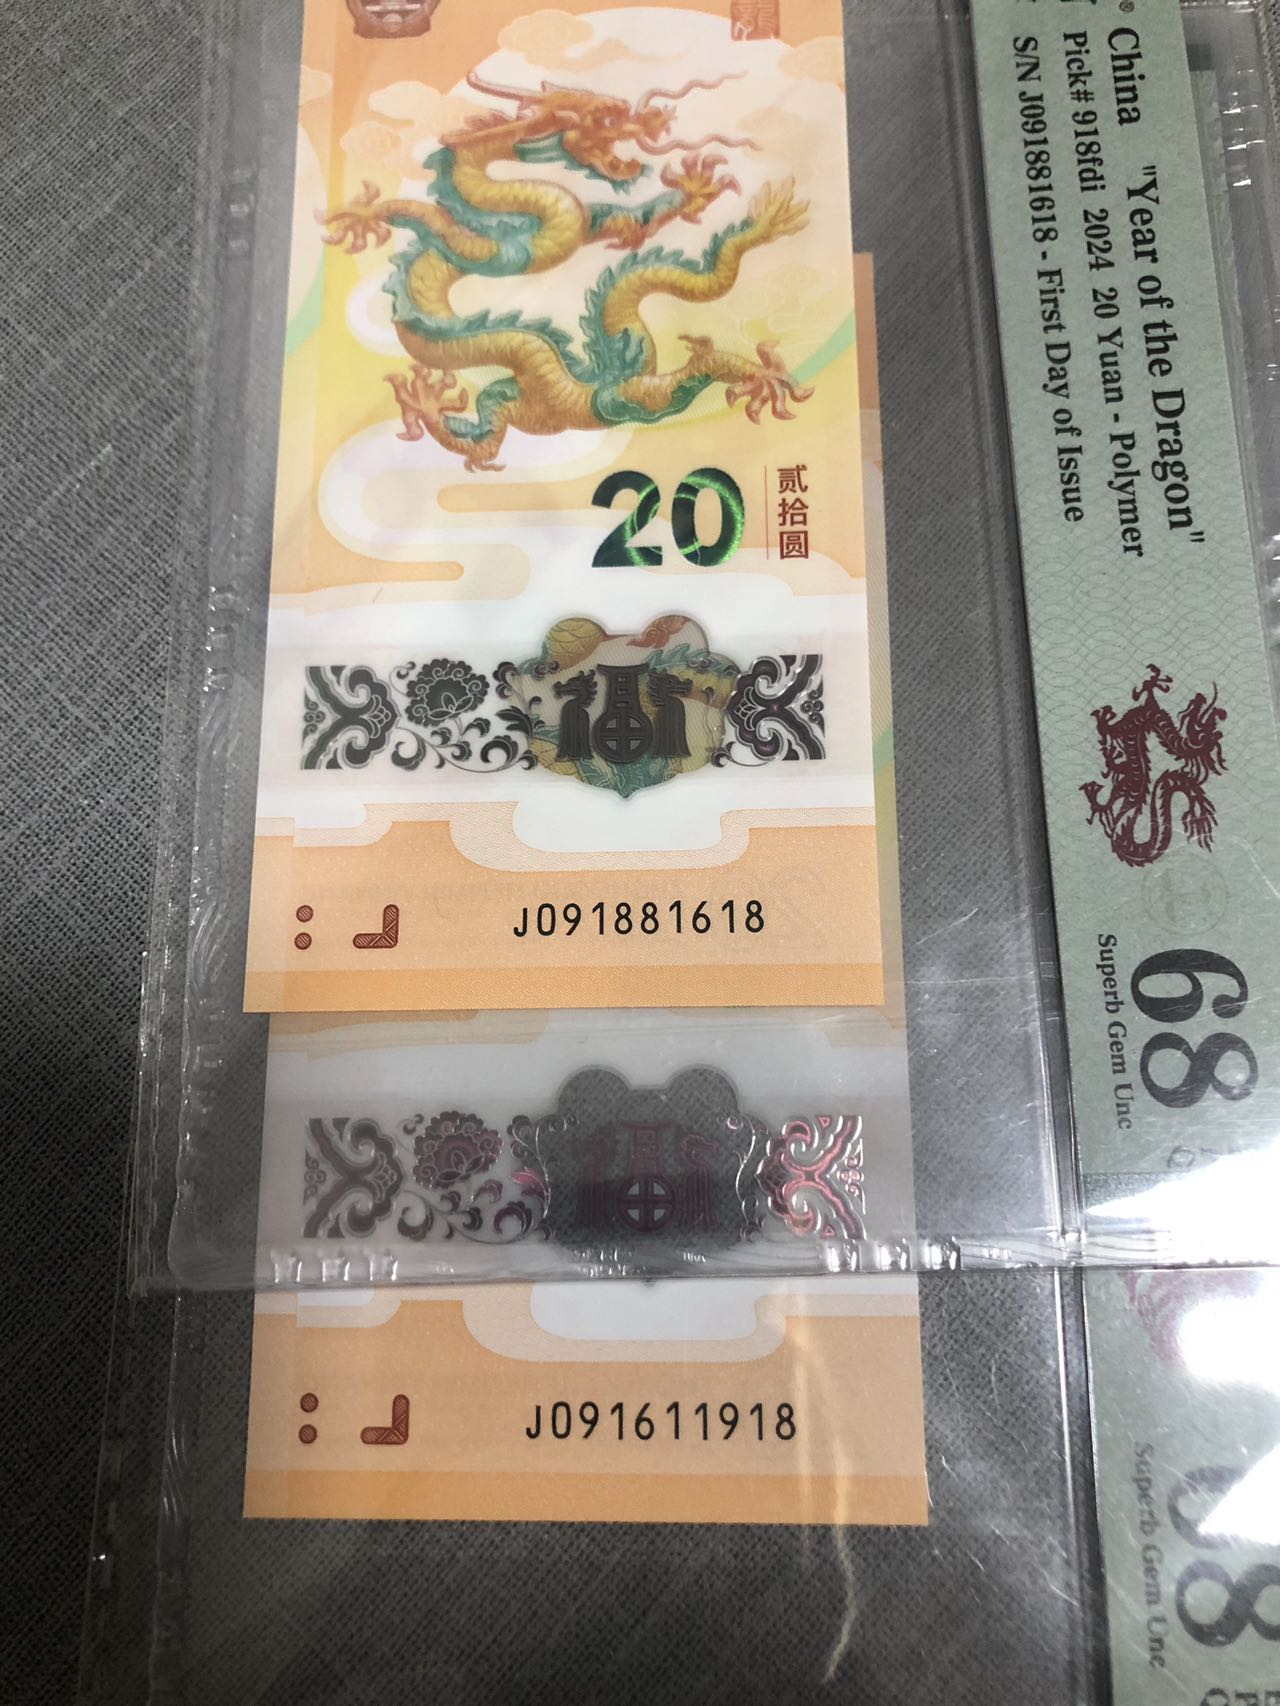 20
贰拾圆
J091881618
J091611918
China "Year of the Dragon"
Pick# 918fdi 2024 20 Yuan - Polymer
S/N J091881618 - First Day of Issue
68
Superb Gem Unc
68
Superb Gem Unc